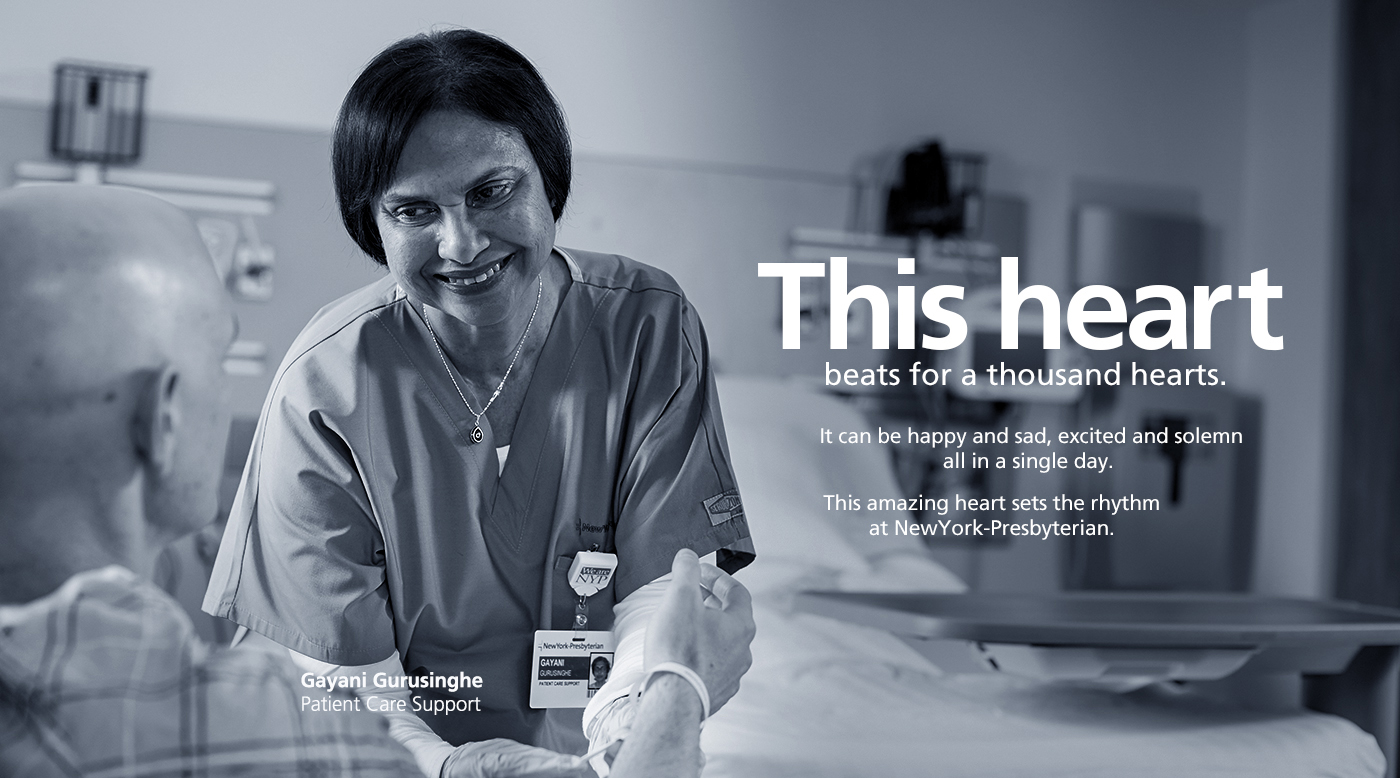 This heart
beats for a thousand hearts.
It can be happy and sad, excited and solemn
all in a single day.
This amazing heart sets the rhythm
at NewYork-Presbyterian.
NYP
NewYork-Presbyterian
GAYANI
GURUSINGHE
PATIENT CARE SUPPORT
Gayani Gurusinghe
Patient Care Support